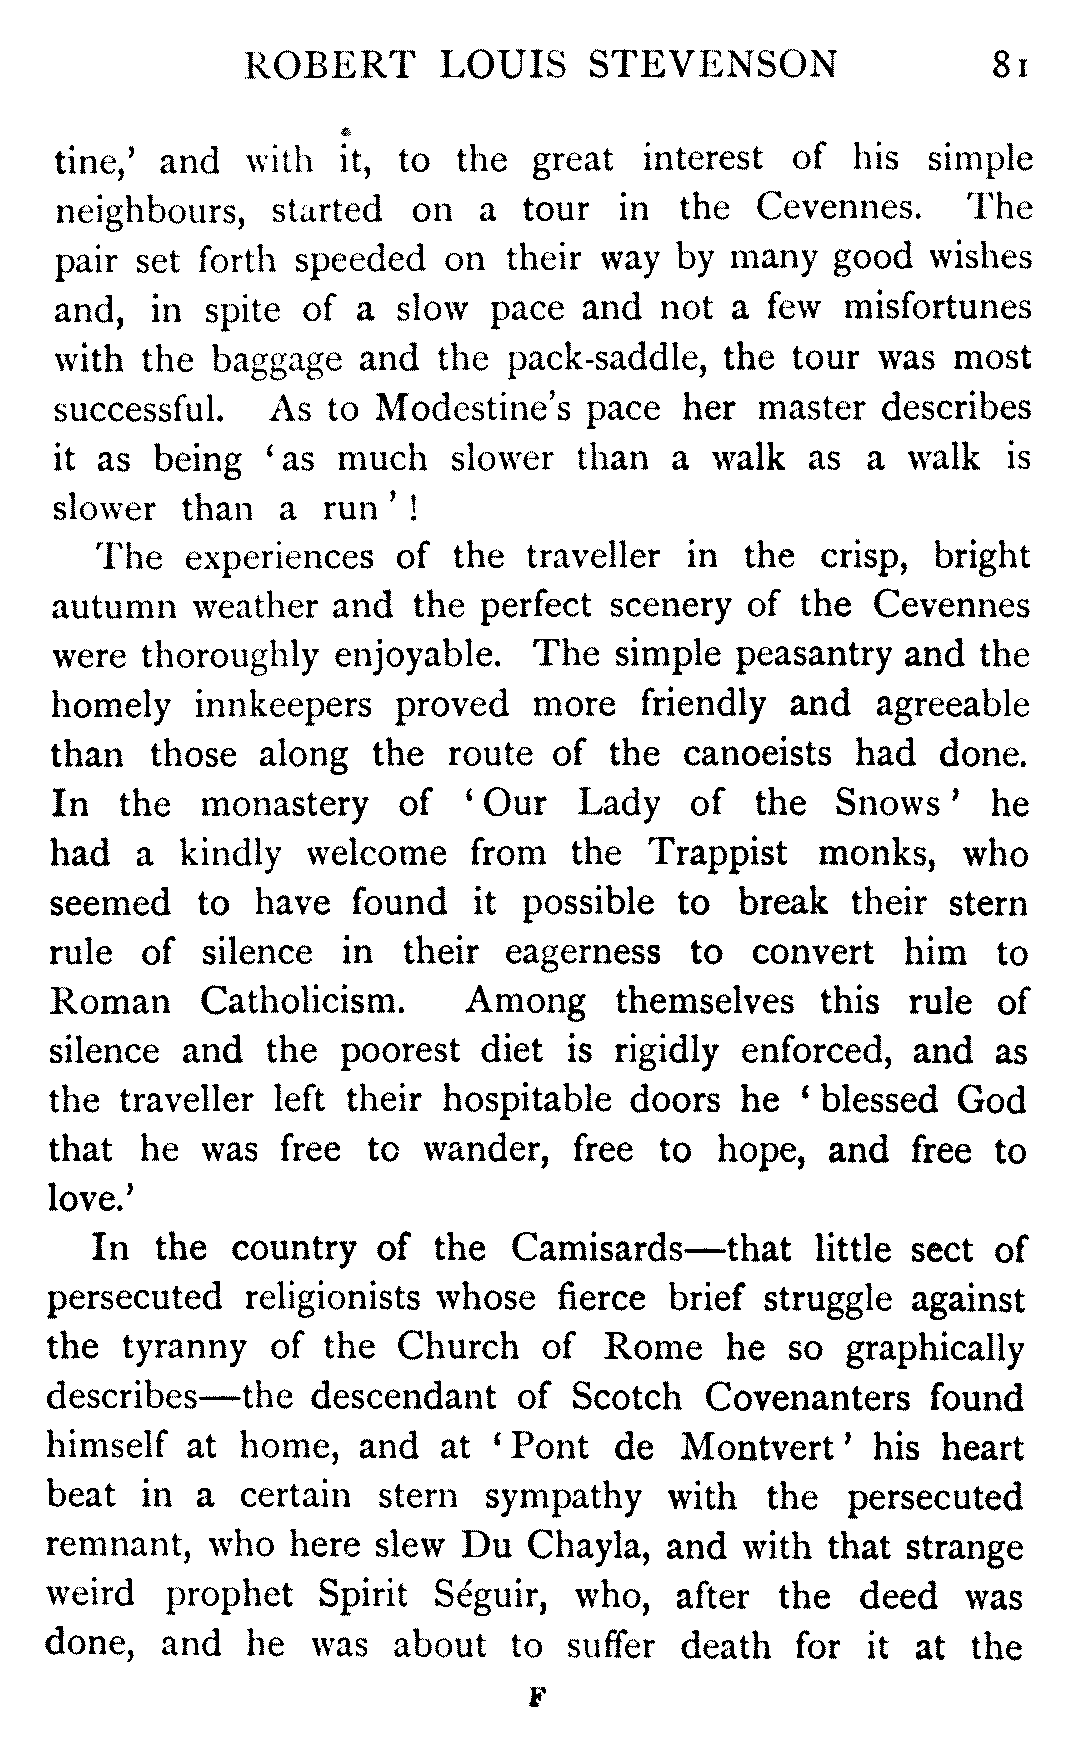 ROBERT LOUIS STEVENSON 81
tine,' and with it, to the great interest of his simple
neighbours, started on a tour in the Cevennes. The
pair set forth speeded on their way by many good wishes
and, in spite of a slow pace and not a few misfortunes
with the baggage and the pack-saddle, the tour was most
successful. As to Modestine's pace her master describes
it as being 'as much slower than a walk as a walk is
slower than a run'!
The experiences of the traveller in the crisp, bright
autumn weather and the perfect scenery of the Cevennes
were thoroughly enjoyable. The simple peasantry and the
homely innkeepers proved more friendly and agreeable
than those along the route of the canoeists had done.
In the monastery of 'Our Lady of the Snows' he
had a kindly welcome from the Trappist monks, who
seemed to have found it possible to break their stern
rule of silence in their eagerness to convert him to
Roman Catholicism. Among themselves this rule of
silence and the poorest diet is rigidly enforced, and as
the traveller left their hospitable doors he 'blessed God
that he was free to wander, free to hope, and free to
love.'
In the country of the Camisards—that little sect of
persecuted religionists whose fierce brief struggle against
the tyranny of the Church of Rome he so graphically
describes—the descendant of Scotch Covenanters found
himself at home, and at 'Pont de Montvert' his heart
beat in a certain stern sympathy with the persecuted
remnant, who here slew Du Chayla, and with that strange
weird prophet Spirit Séguir, who, after the deed was
done, and he was about to suffer death for it at the
F